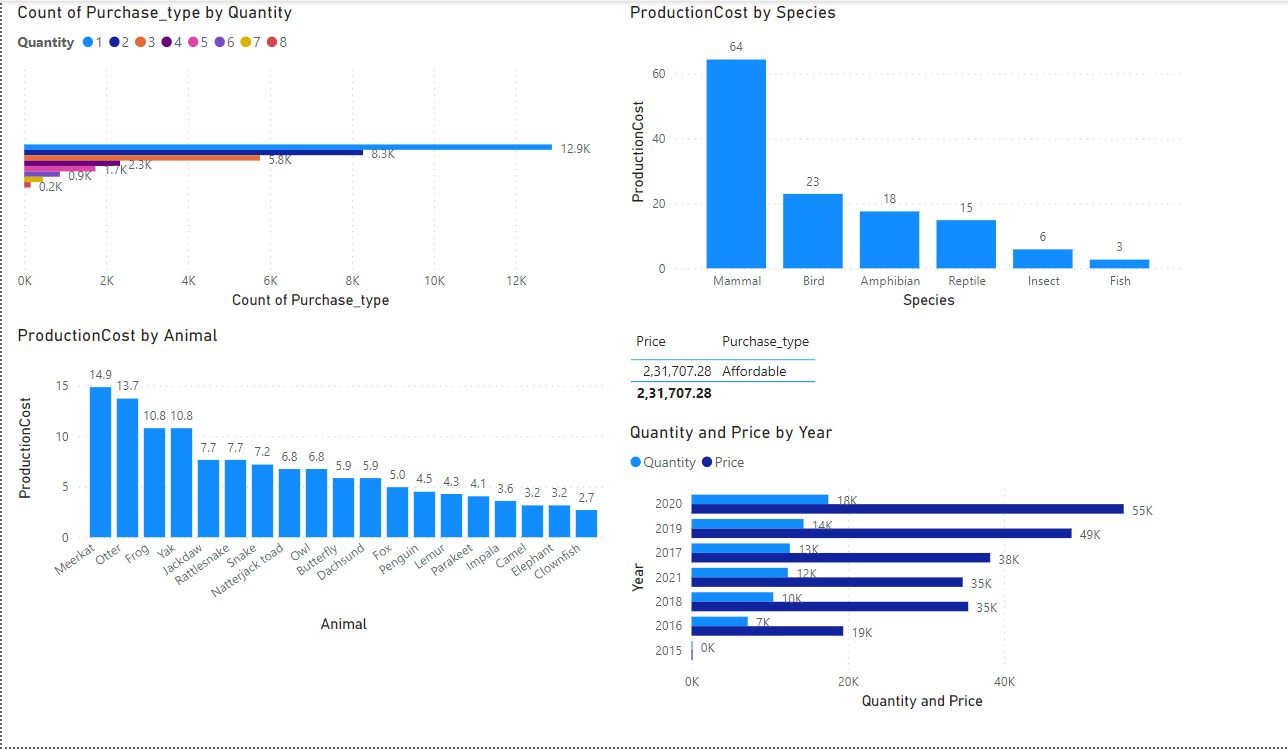 Count of Purchase_type by Quantity
Quantity 1 2 3 4 5 6 7 8
12.9K
8.3K
5.8K
2.3K
1.7K
0.9K
0.2K
0K 2K 4K 6K 8K 10K 12K
Count of Purchase_type
ProductionCost by Species
ProductionCost
60
40
20
0
64 23 18 15 6 3
Mammal Bird Amphibian Reptile Insect Fish
Species
ProductionCost by Animal
ProductionCost
15
10
5
0
14.9 13.7 10.8 10.8 7.7 7.7 7.2 6.8 6.8 5.9 5.9 5.0 4.5 4.3 4.1 3.6 3.2 3.2 2.7
Meerkat Otter Frog Yak Jackdaw Rattlesnake Snake Natterjack toad Owl Butterfly Dachsund Fox Penguin Lemur Parakeet Impala Camel Elephant Clownfish
Animal
Price Purchase_type
2,31,707.28 Affordable
2,31,707.28
Quantity and Price by Year
Quantity Price
Year
2020 18K 55K
2019 14K 49K
2017 13K 38K
2021 12K 35K
2018 10K 35K
2016 7K 19K
2015 0K
0K 20K 40K
Quantity and Price